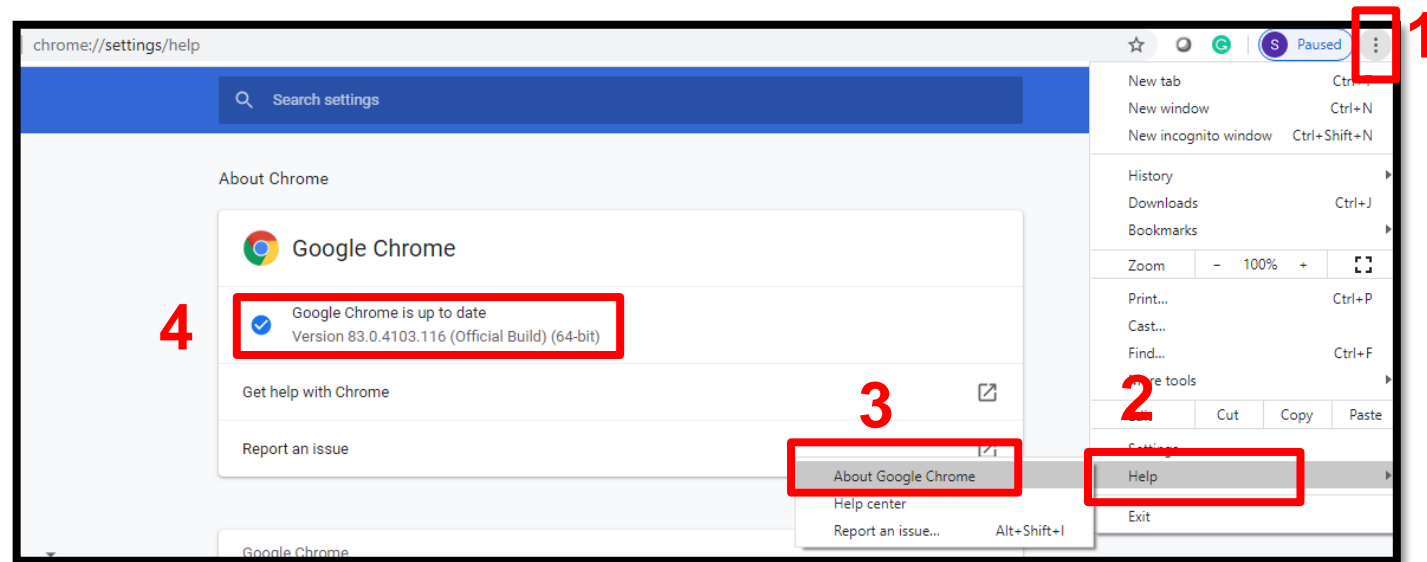 1
chrome://settings/help
S Paused
Search settings
New tab
New window Ctrl+N
New incognito window Ctrl+Shift+N
About Chrome
History
Downloads Ctrl+J
Bookmarks
Google Chrome
Zoom - 100% +
Print... Ctrl+P
4
Google Chrome is up to date
Version 83.0.4103.116 (Official Build) (64-bit)
Cast...
Find... Ctrl+F
tools
Get help with Chrome
3
2
Cut Copy Paste
Report an issue
Settings
About Google Chrome
Help
Help center
Exit
Report an issue... Alt+Shift+I
Google Chrome